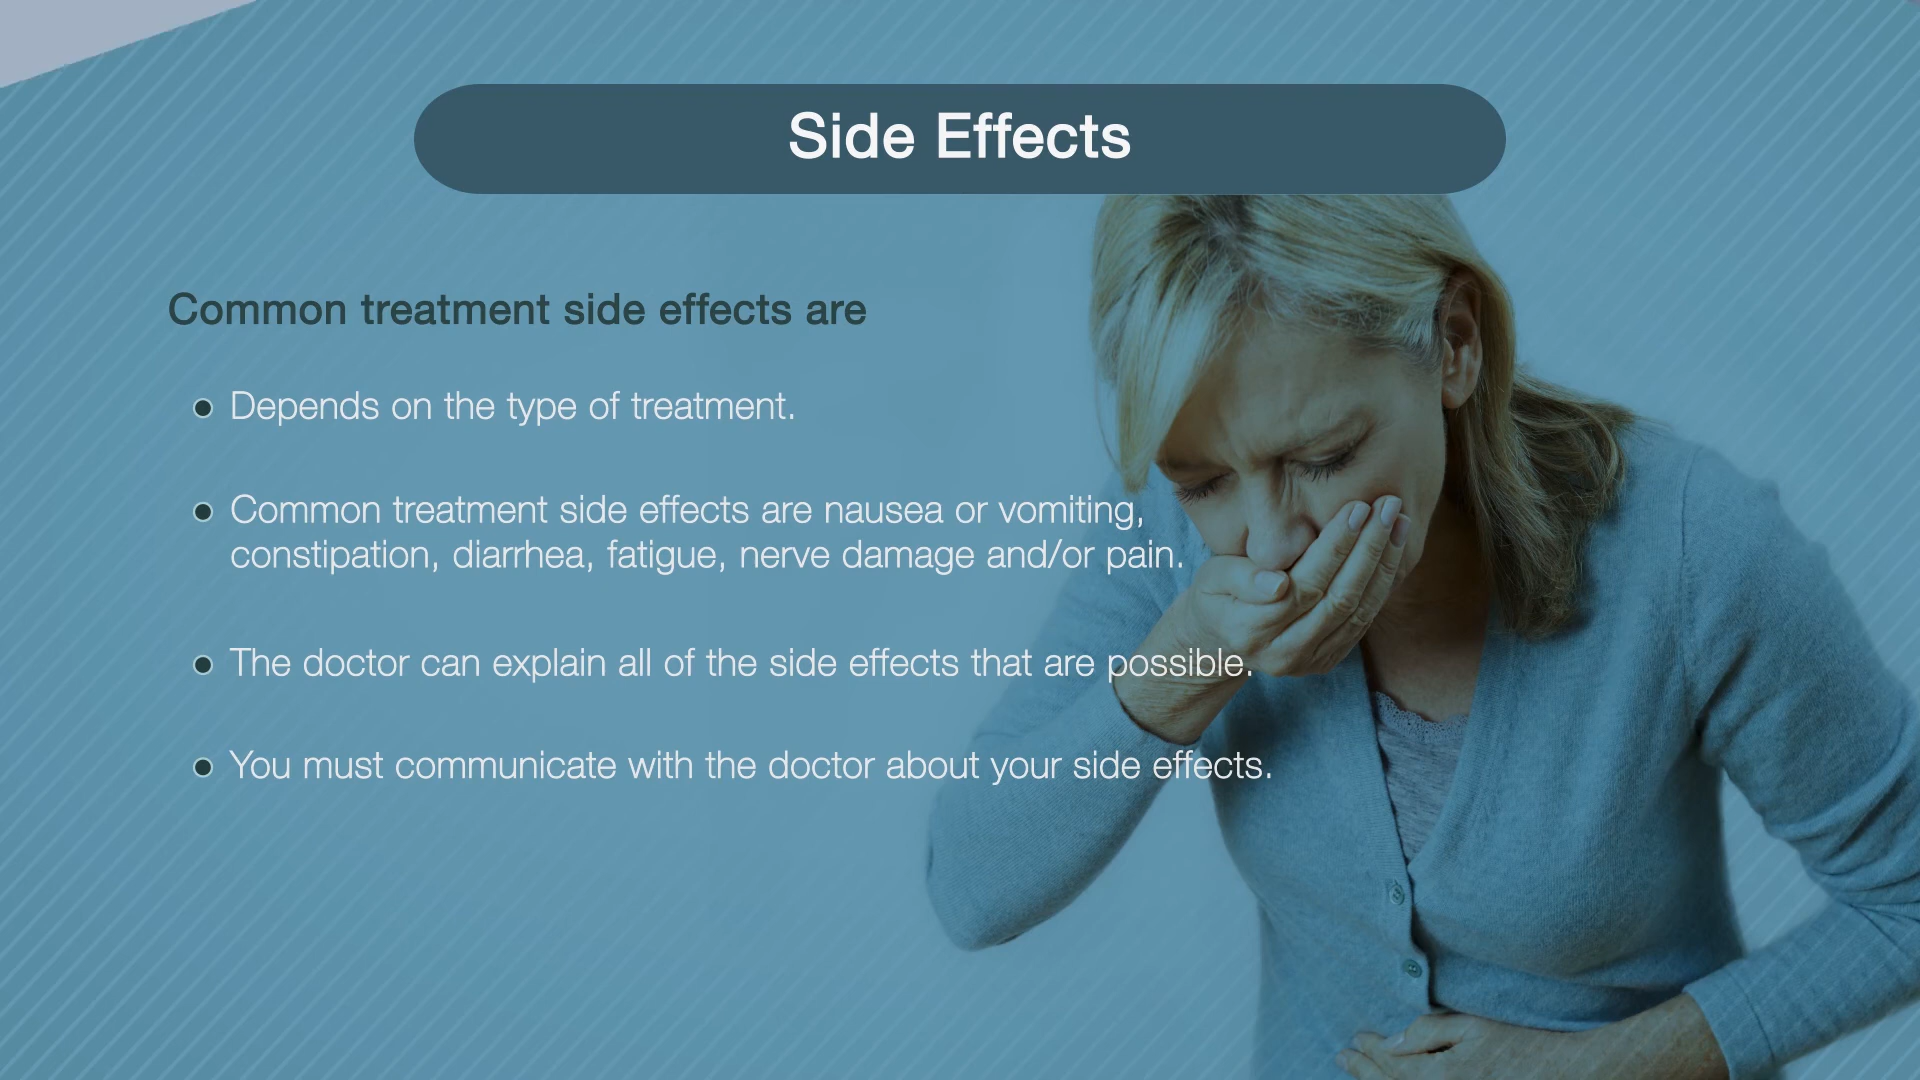 Side Effects
Common treatment side effects are
Depends on the type of treatment.
Common treatment side effects are nausea or vomiting,
constipation, diarrhea, fatigue, nerve damage and/or pain.
The doctor can explain all of the side effects that are possible.
You must communicate with the doctor about your side effects.